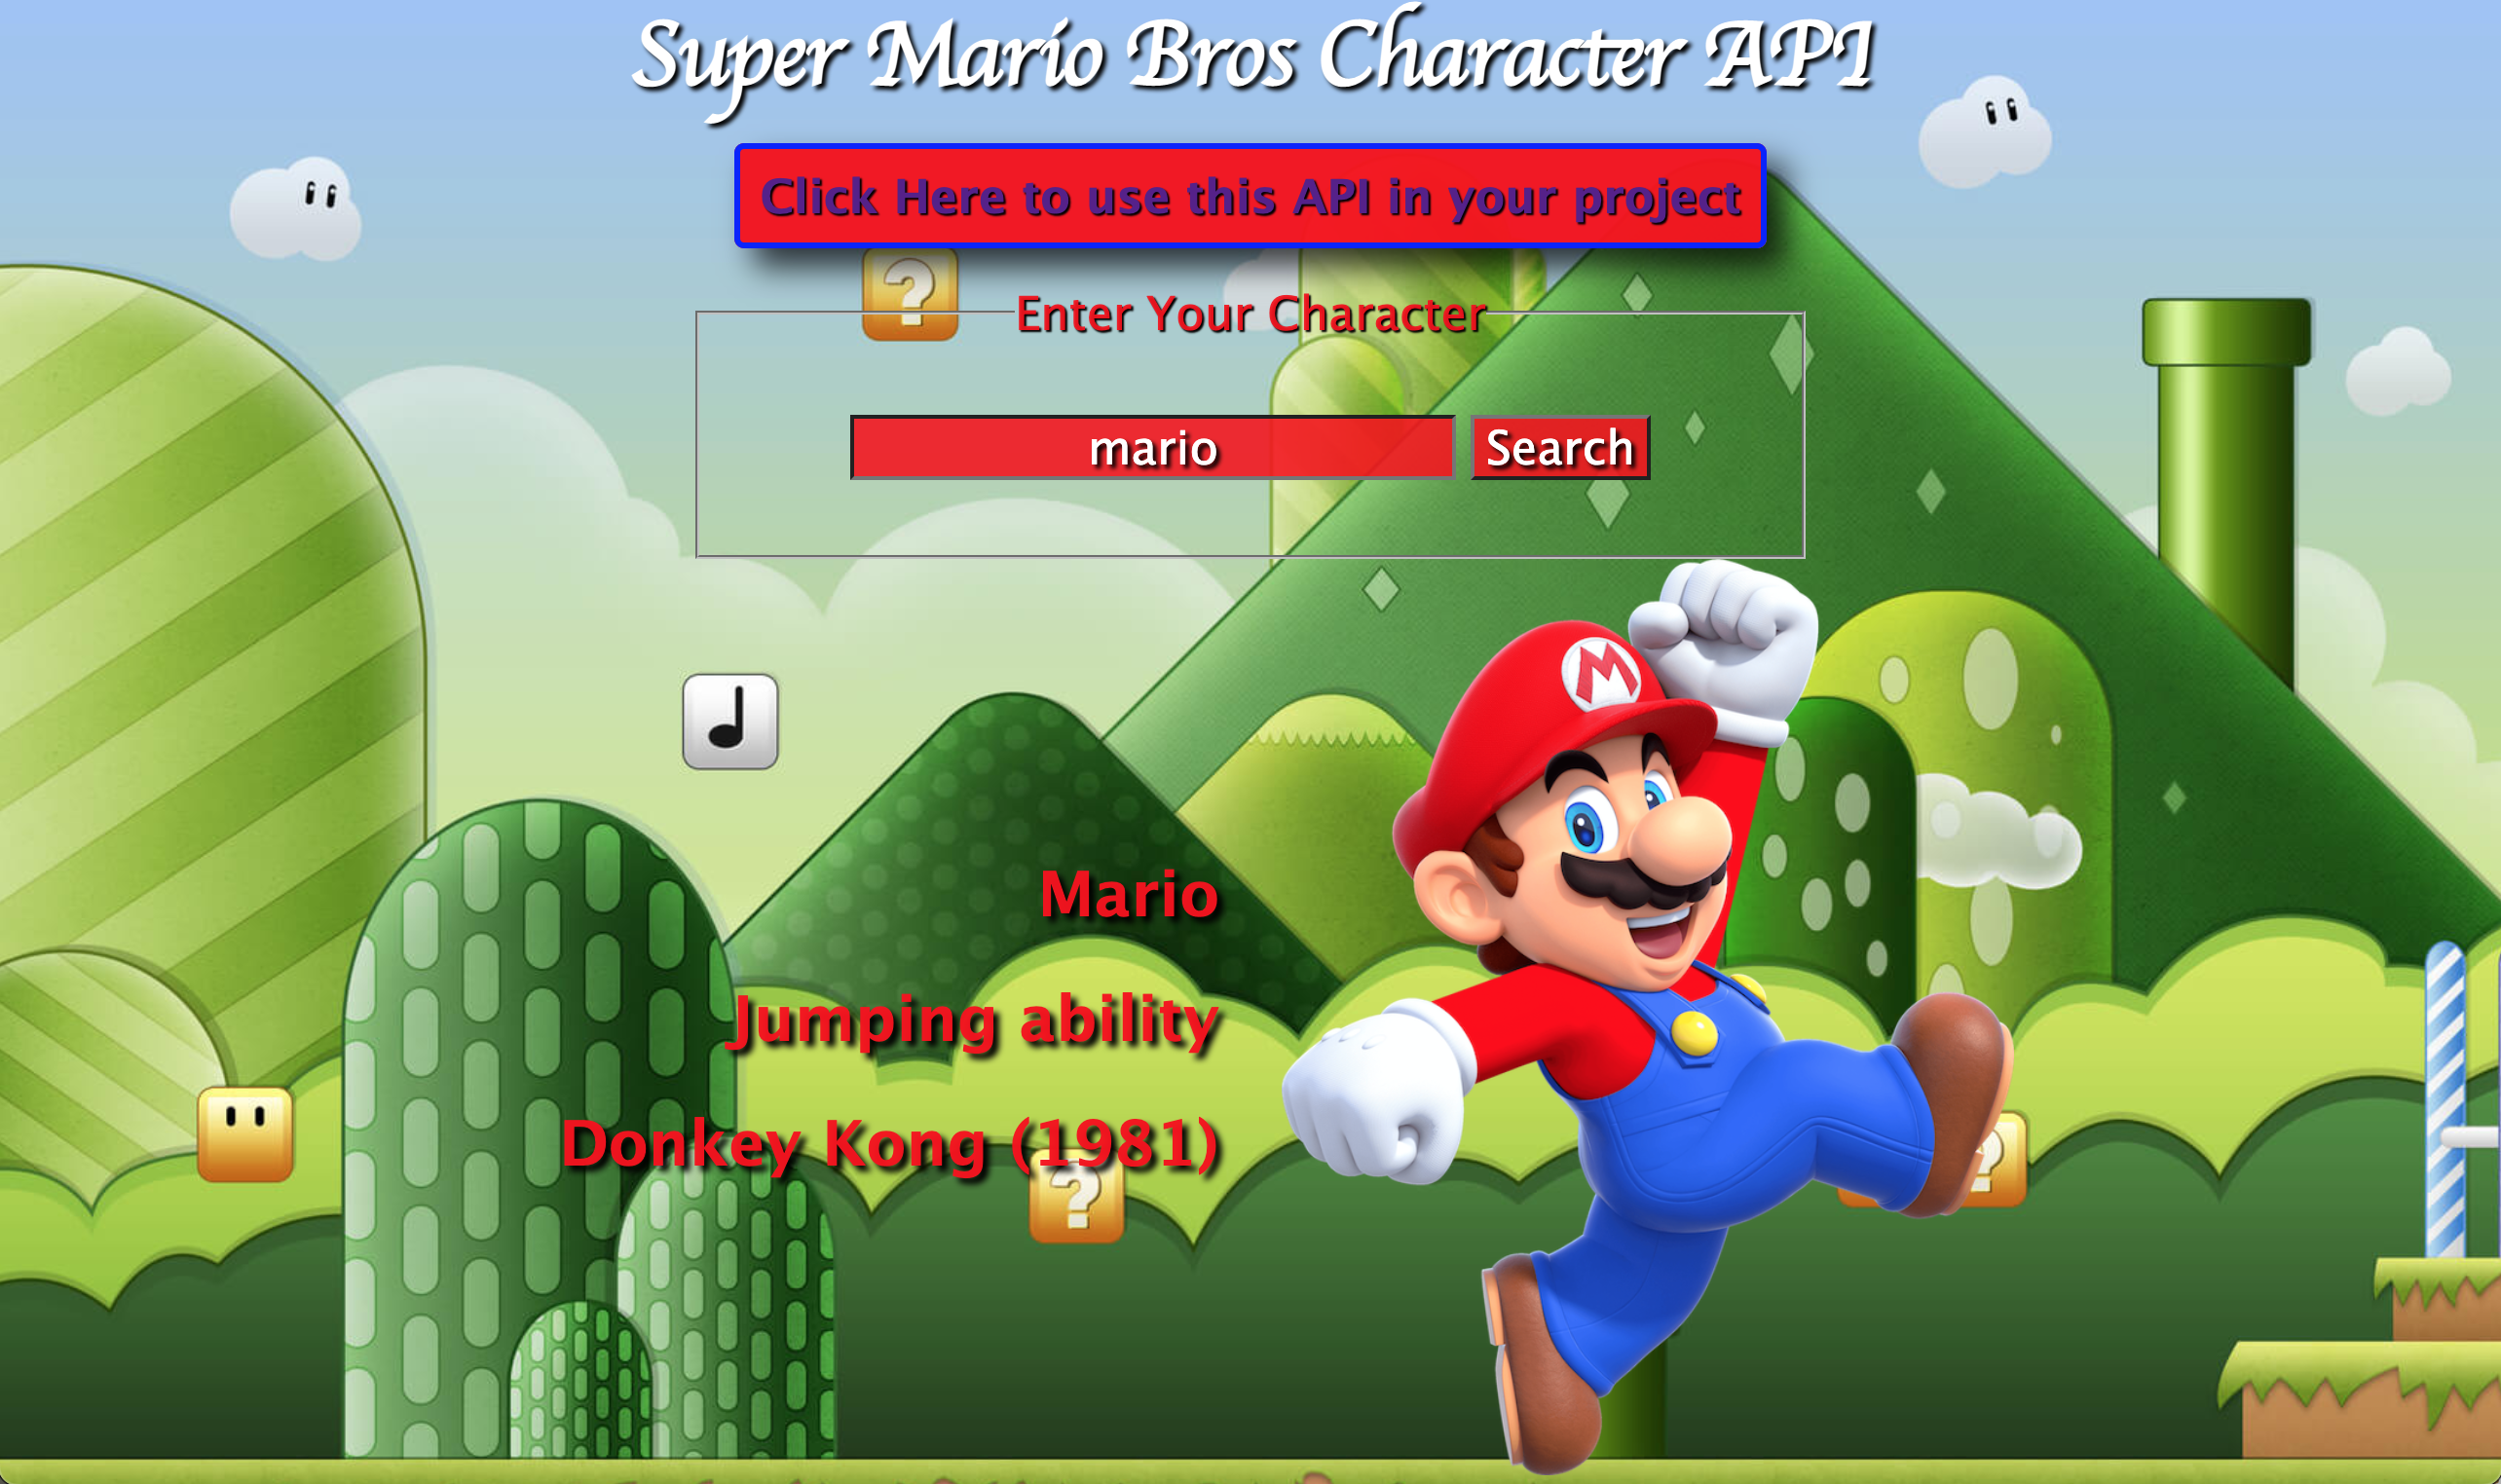 Super Mario Bros Character API
Click Here to use this API in your project
?
Enter Your Character
mario Search
M
Mario
Jumping ability
Donkey Kong (1981)
?
?